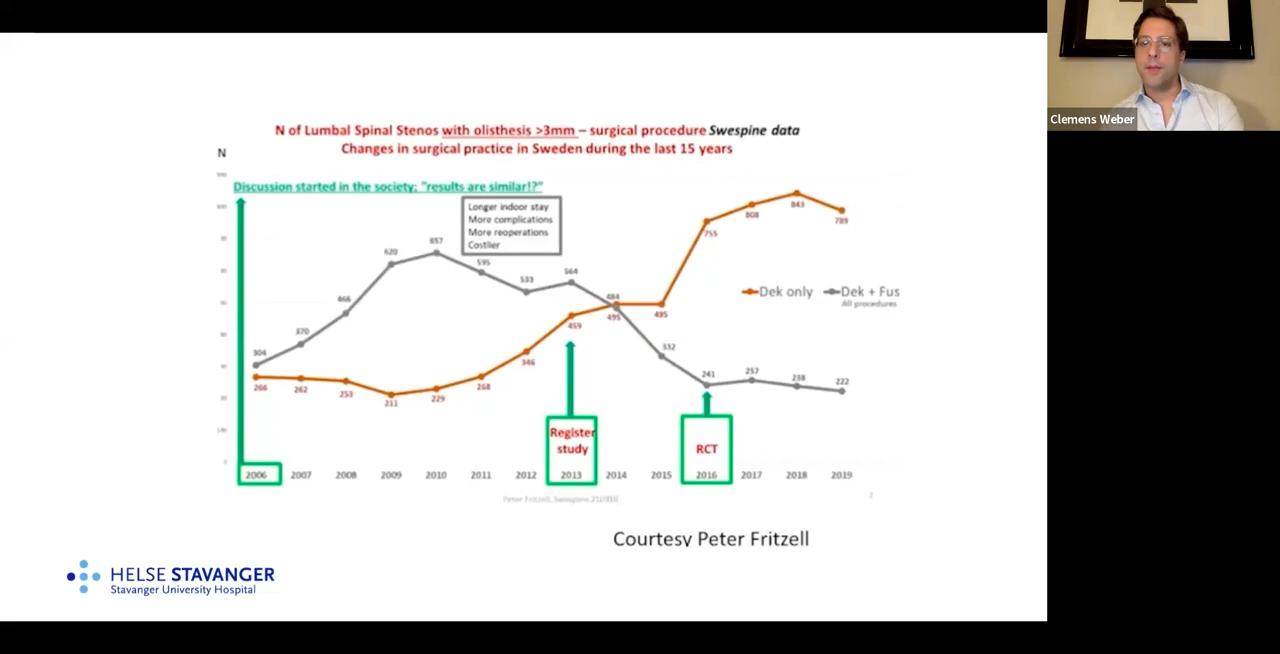 Clemens Weber
N of Lumbal Spinal Stenos with olisthesis >3mm – surgical procedure Swespine data
Changes in surgical practice in Sweden during the last 15 years
N
Discussion started in the society: "results are similar!?"
Longer indoor stay
More complications
More reoperations
Costlier
304
370
466
620
657
595
533
564
484
332
241
257
238
222
266
262
253
211
229
268
346
459
495
495
755
808
843
789
Dek only
Dek + Fus
All procedures
Register
study
RCT
2006 2007 2008 2009 2010 2011 2012 2013 2014 2015 2016 2017 2018 2019
Peter Fritzell, Swespine
2
Courtesy Peter Fritzell
HELSE STAVANGER
Stavanger University Hospital